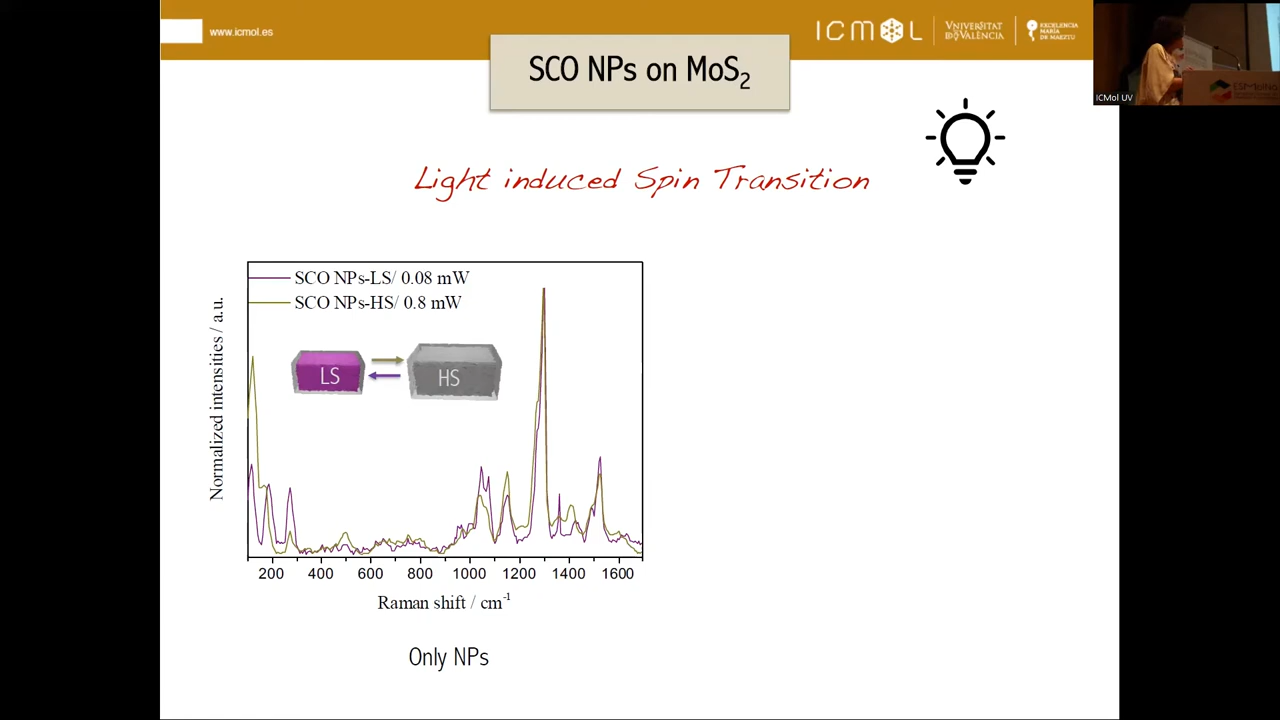 www.icmol.es
ICMOL
VNIVERSITAT
ID VALÈNCIA
EXCELENCIA
MARÍA
DE MAEZTU
SCO NPs on MoS2
ICMol UV
Light induced Spin Transition
SCO NPs-LS/ 0.08 mW
SCO NPs-HS/ 0.8 mW
LS
HS
Normalized intensities / a.u.
200 400 600 800 1000 1200 1400 1600
Raman shift / cm-1
Only NPs